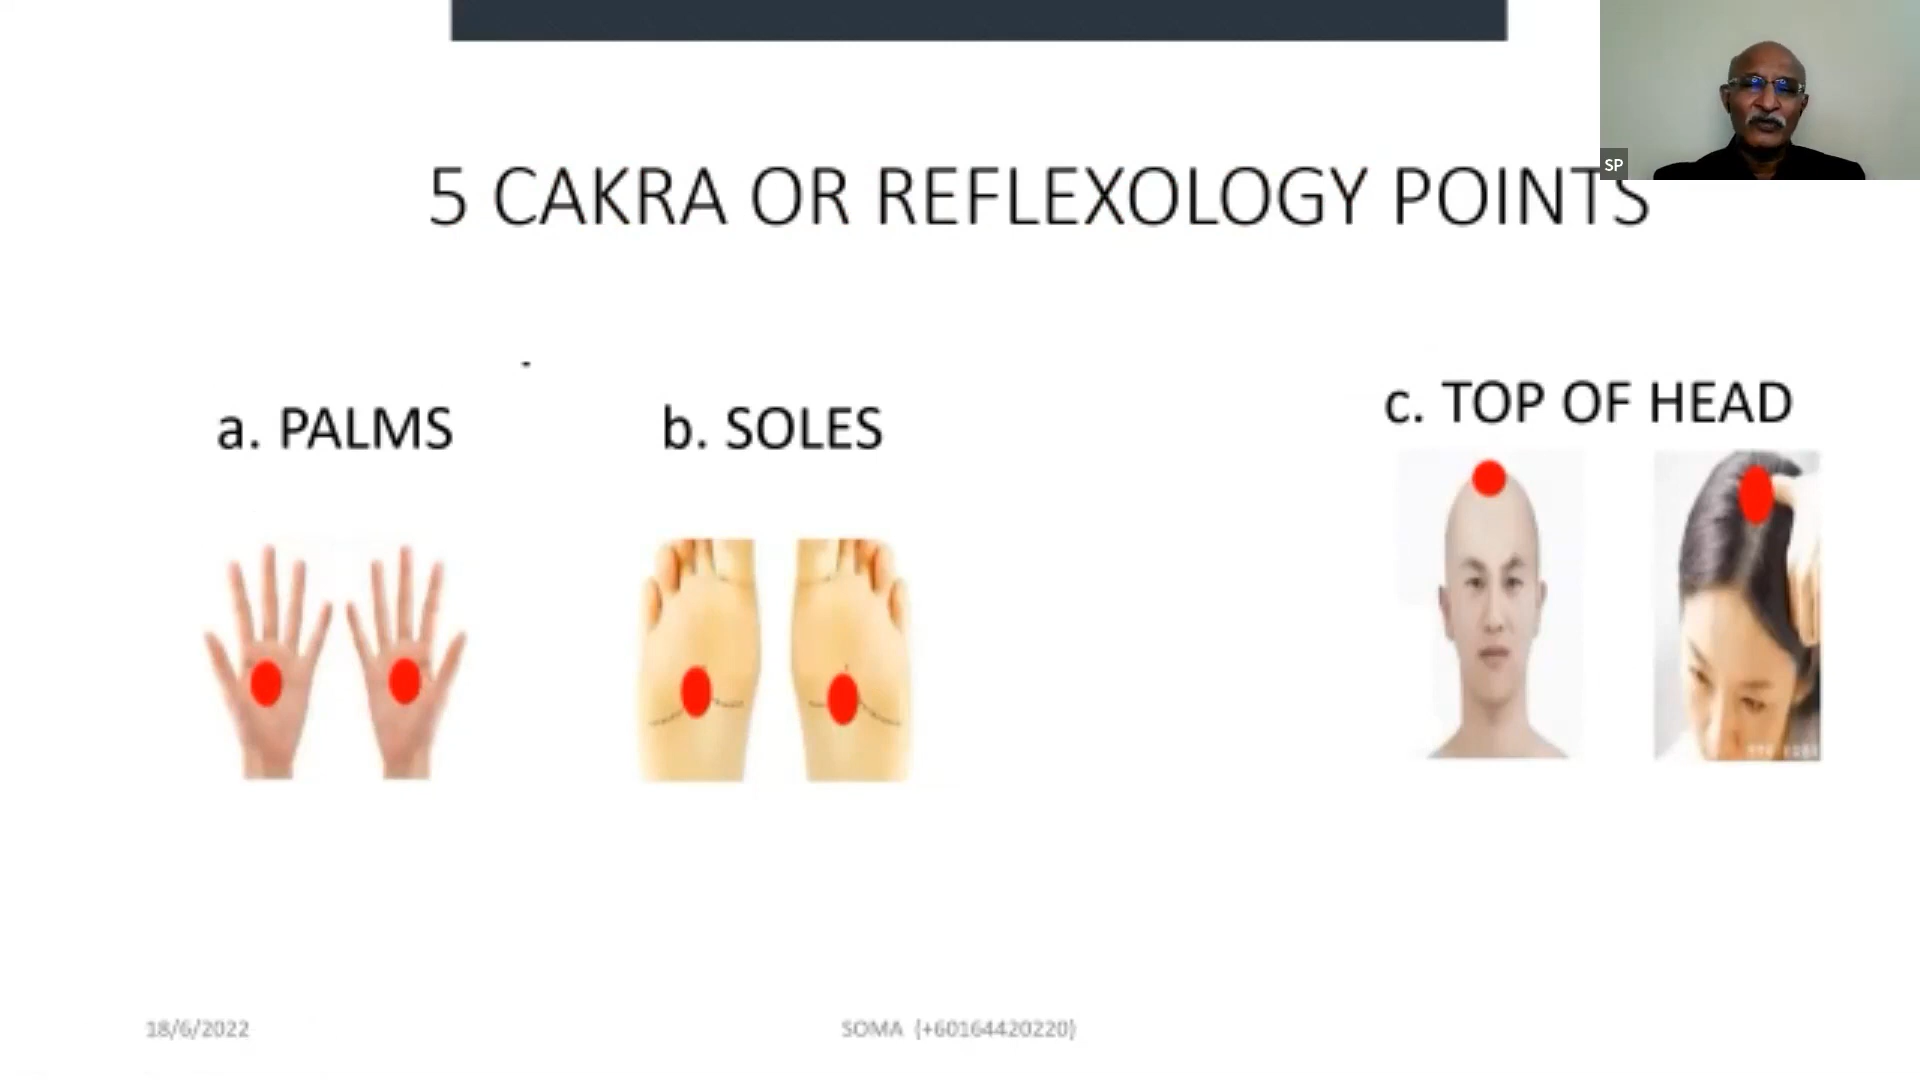 5 CAKRA OR REFLEXOLOGY POINTS
SP
a. PALMS
b. SOLES
c. TOP OF HEAD
18/6/2022
SOMA (+60164420220)